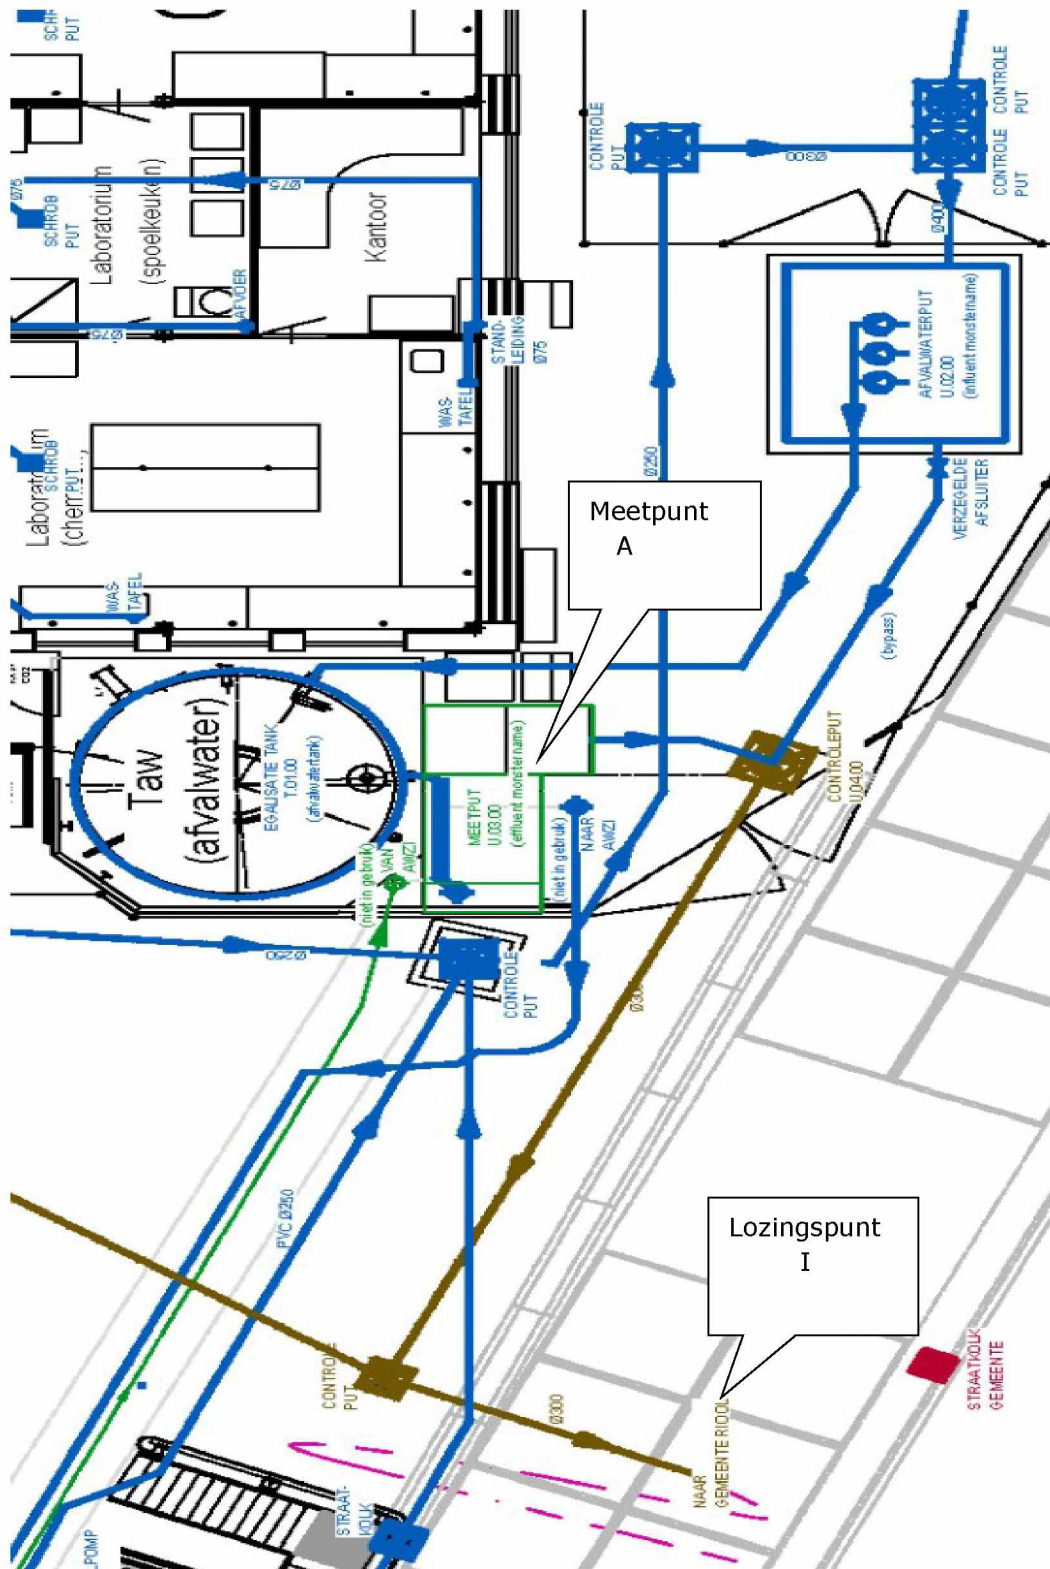 SCHR
PUT
CONTROLE
PUT
CONTROLE
PUT
CONTROLE
PUT
Ø300
Ø400
Ø75
SCHROB
PUT
Laboratorium
(spoelkeuken)
Ø75
Kantoor
AFVOER
Ø75
STAND-
LEIDING
Ø75
WAS-
TAFEL
AFVALWATERPUT
U.02.00
(influent monstername)
VERZEGELDE
AFSLUITER
SCHROB
PUT
Laboratorium
(chem.
Ø250
Meetpunt
A
WAS-
TAFEL
(bypass)
CO2
Taw
(afvalwater)
EGALISATIE TANK
T.01.00
(afvalwatertank)
MEETPUT
U.03.00
(effluent monstername)
CONTROLEPUT
U.04.00
(niet in gebruik)
VAN
AWZI
(niet in gebruik)
NAAR
AWZI
Ø250
CONTROLE
PUT
Ø300
PVC Ø250
Lozingspunt
I
CONTROLE
PUT
Ø300
NAAR
GEMEENTE RIOOL
STRAATKOLK
GEMEENTE
STRAAT-
KOLK
LPOMP